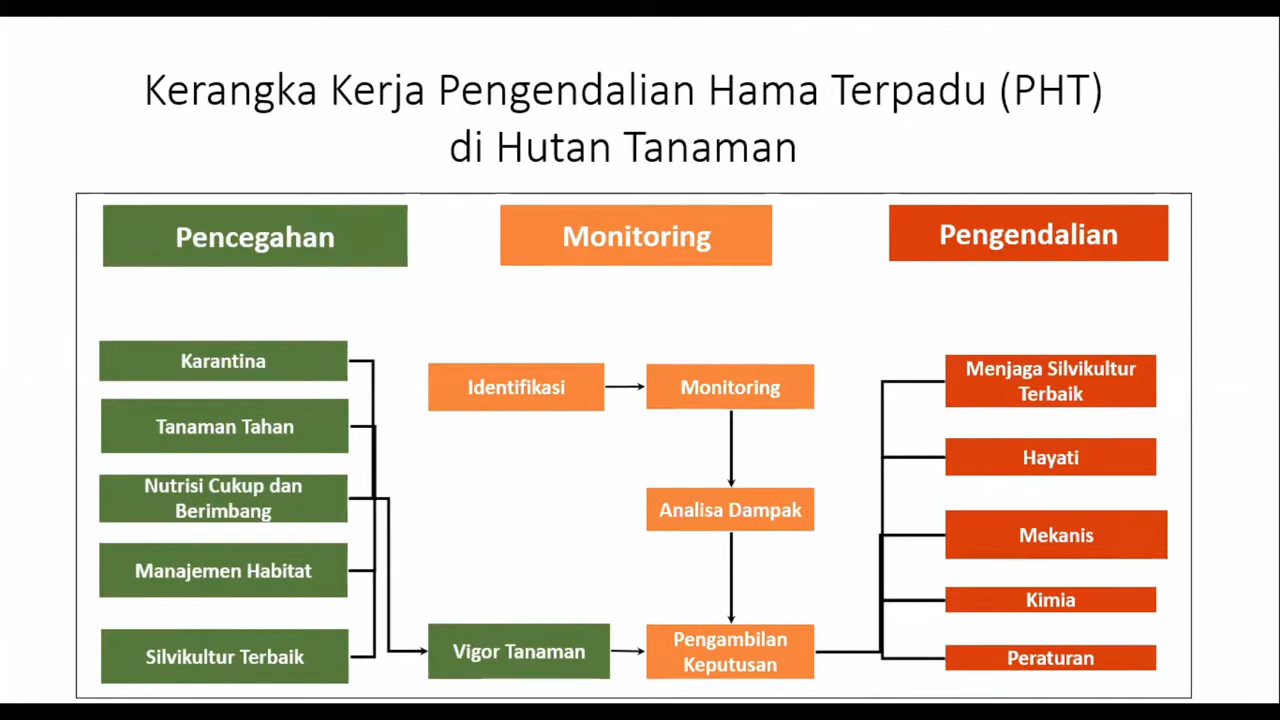 Kerangka Kerja Pengendalian Hama Terpadu (PHT)
di Hutan Tanaman
Pencegahan
Monitoring
Pengendalian
Karantina
Tanaman Tahan
Nutrisi Cukup dan
Berimbang
Manajemen Habitat
Silvikultur Terbaik
Vigor Tanaman
Identifikasi
Monitoring
Analisa Dampak
Pengambilan
Keputusan
Menjaga Silvikultur
Terbaik
Hayati
Mekanis
Kimia
Peraturan